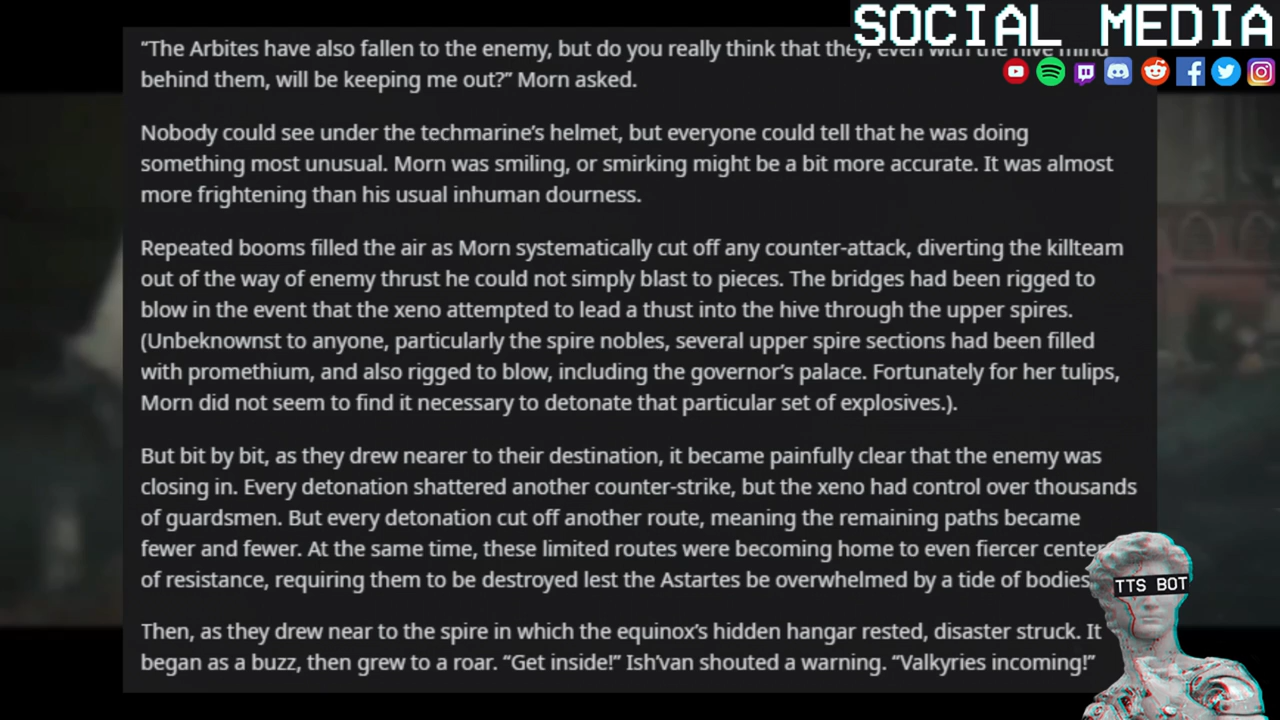 SOCIAL MEDIA
“The Arbites have also fallen to the enemy, but do you really think that they, even with the hive mind
behind them, will be keeping me out?” Morn asked.
Nobody could see under the techmarine’s helmet, but everyone could tell that he was doing
something most unusual. Morn was smiling, or smirking might be a bit more accurate. It was almost
more frightening than his usual inhuman dourness.
Repeated booms filled the air as Morn systematically cut off any counter-attack, diverting the killteam
out of the way of enemy thrust he could not simply blast to pieces. The bridges had been rigged to
blow in the event that the xeno attempted to lead a thust into the hive through the upper spires.
(Unbeknownst to anyone, particularly the spire nobles, several upper spire sections had been filled
with promethium, and also rigged to blow, including the governor’s palace. Fortunately for her tulips,
Morn did not seem to find it necessary to detonate that particular set of explosives.).
But bit by bit, as they drew nearer to their destination, it became painfully clear that the enemy was
closing in. Every detonation shattered another counter-strike, but the xeno had control over thousands
of guardsmen. But every detonation cut off another route, meaning the remaining paths became
fewer and fewer. At the same time, these limited routes were becoming home to even fiercer center
of resistance, requiring them to be destroyed lest the Astartes be overwhelmed by a tide of bodies
Then, as they drew near to the spire in which the equinox’s hidden hangar rested, disaster struck. It
began as a buzz, then grew to a roar. “Get inside!” Ish’van shouted a warning. “Valkyries incoming!”
TTS BOT